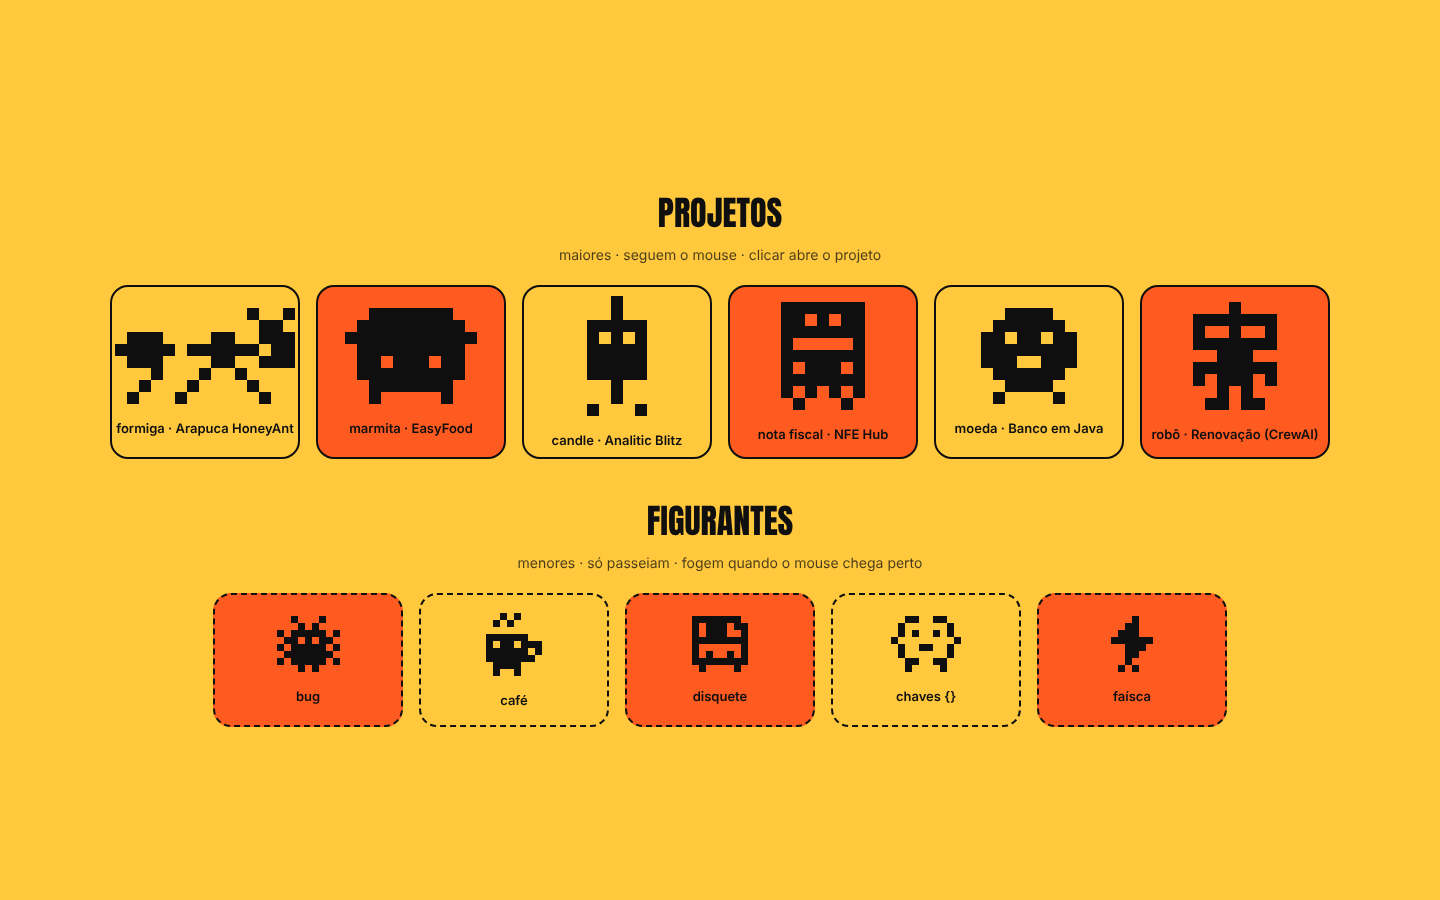 PROJETOS
maiores · seguem o mouse · clicar abre o projeto
formiga · Arapuca HoneyAnt
marmita · EasyFood
candle · Analitic Blitz
nota fiscal · NFE Hub
moeda · Banco em Java
robô · Renovação (CrewAI)
FIGURANTES
menores · só passeiam · fogem quando o mouse chega perto
bug
café
disquete
chaves {}
faísca